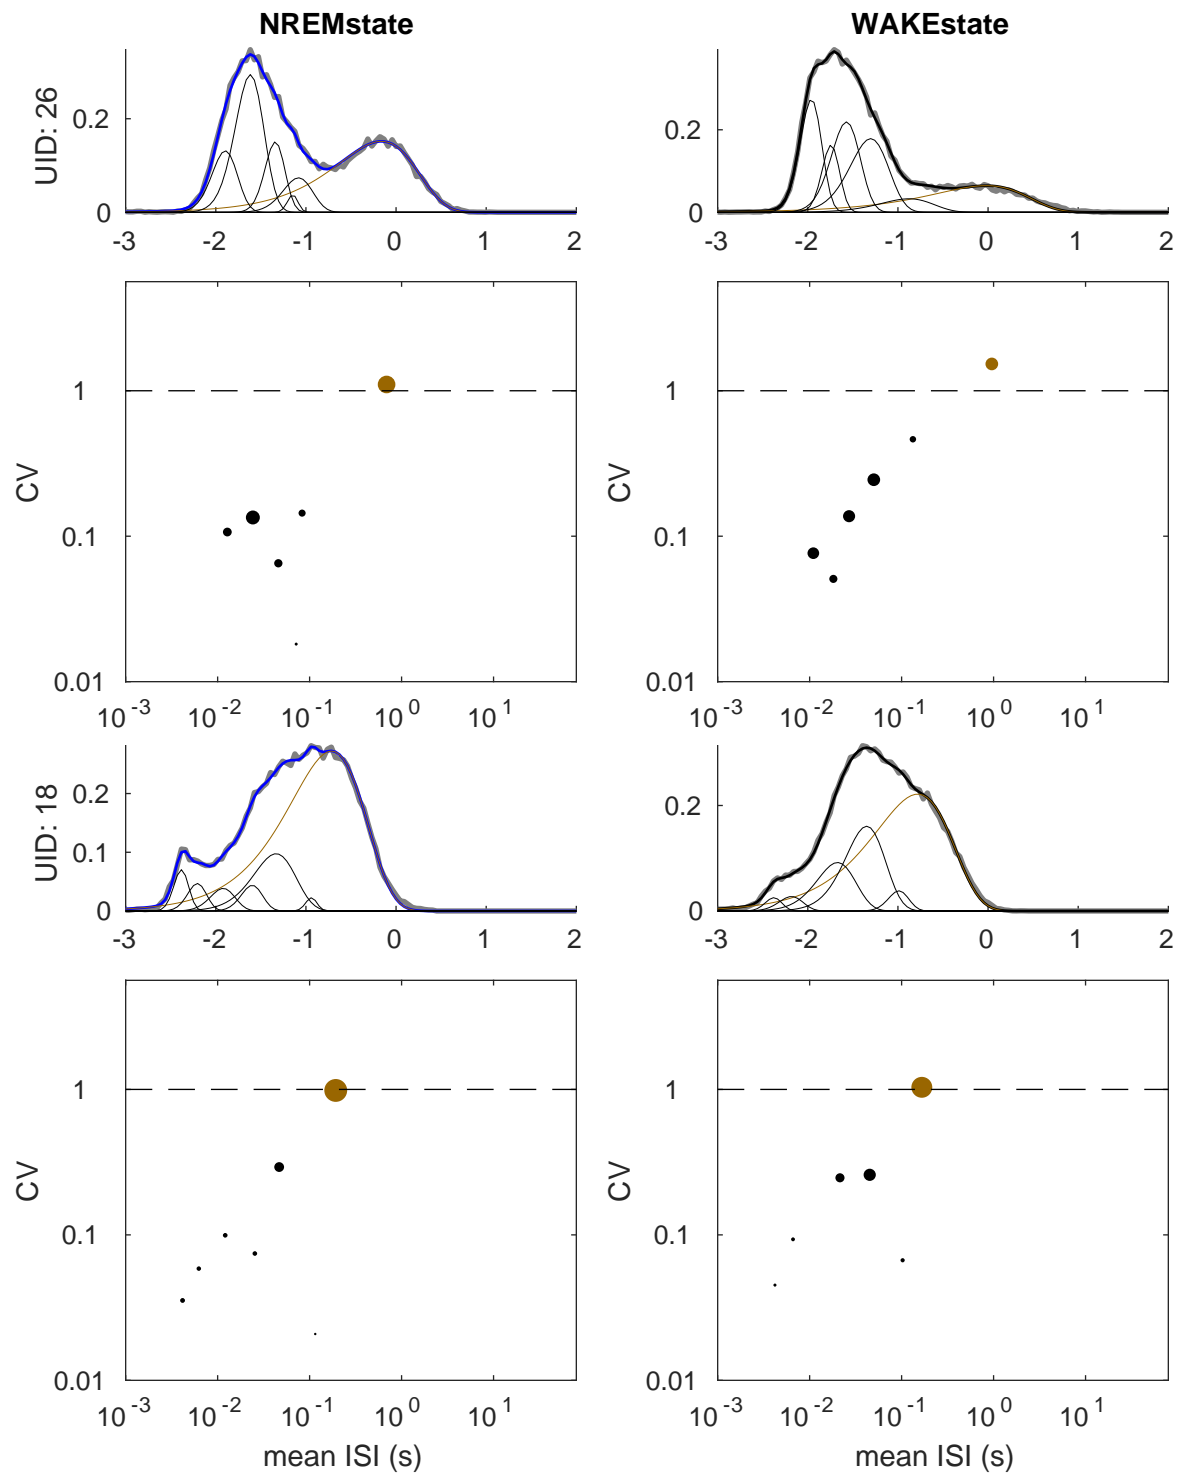 NREMstate WAKEstate
UID: 26
0.2 0.2
0 0
-3 -2 -1 0 1 2 -3 -2 -1 0 1 2
1 1
CV CV
0.1 0.1
0.01 0.01
10^-3 10^-2 10^-1 10^0 10^1 10^-3 10^-2 10^-1 10^0 10^1
UID: 18
0.2 0.2
0.1
0 0
-3 -2 -1 0 1 2 -3 -2 -1 0 1 2
1 1
CV CV
0.1 0.1
0.01 0.01
10^-3 10^-2 10^-1 10^0 10^1 10^-3 10^-2 10^-1 10^0 10^1
mean ISI (s) mean ISI (s)